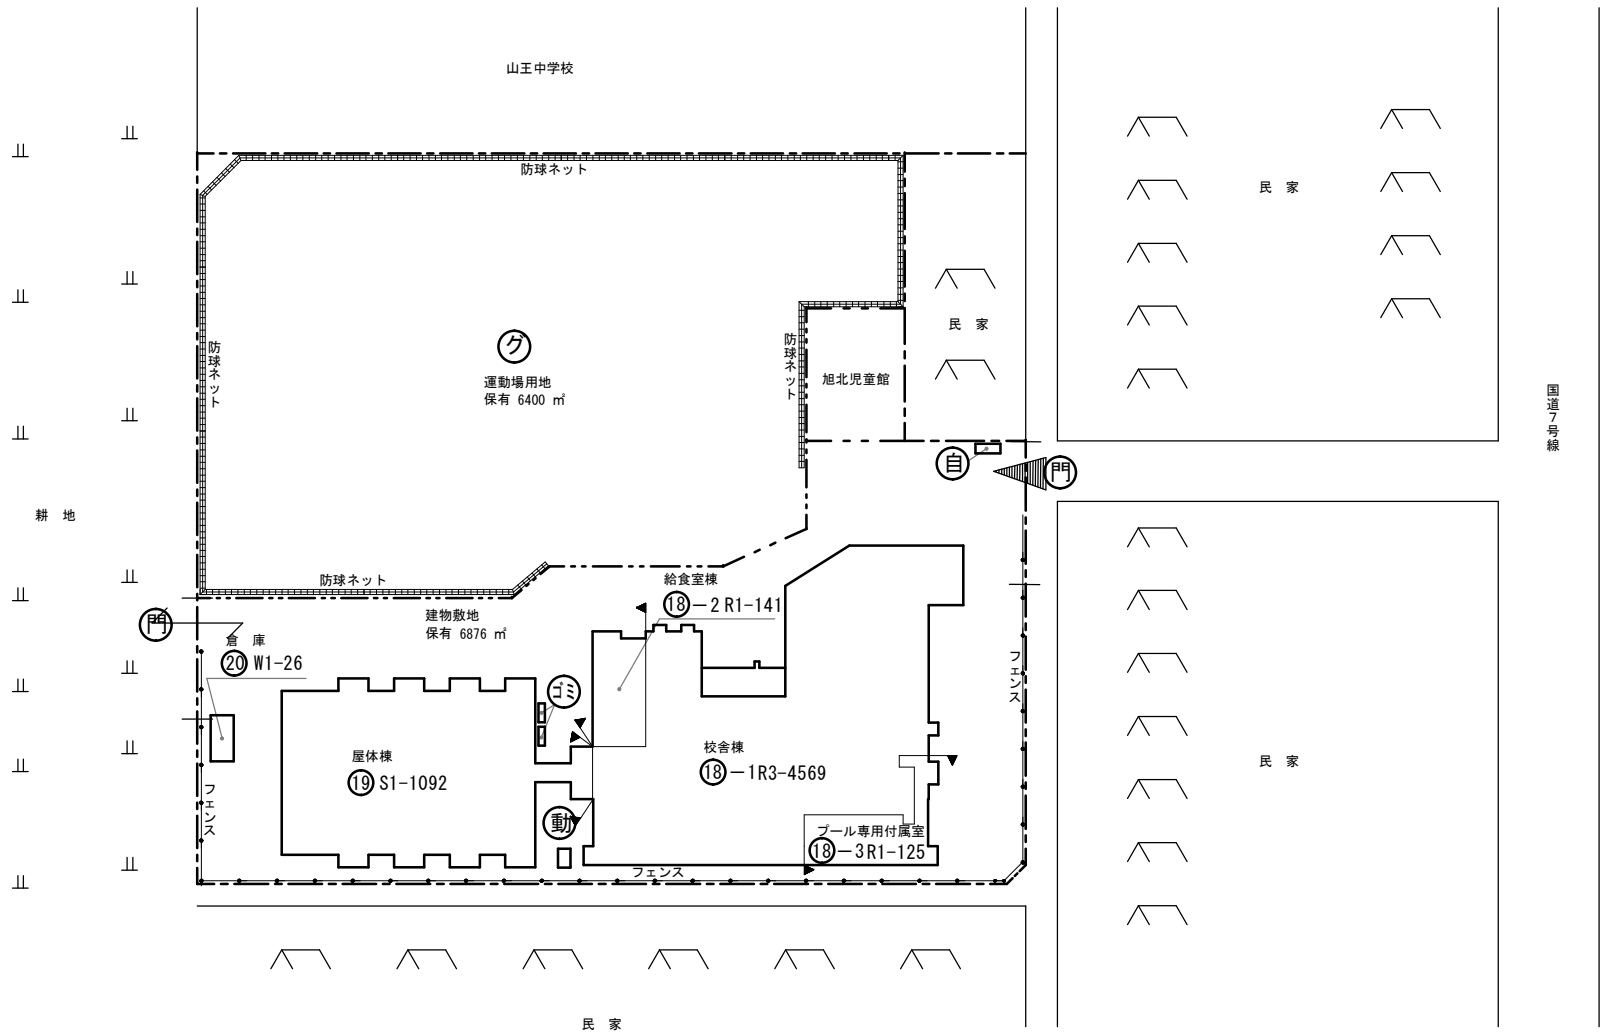 山王中学校
防球ネット
民 家
グ
運動場用地
保有 6400 ㎡
防球ネット
防球ネット
旭北児童館
民 家
国道7号線
自
門
耕 地
防球ネット
給食室棟
⑱－2 R1-141
建物敷地
保有 6876 ㎡
門
倉 庫
⑳ W1-26
ゴミ
フェンス
屋体棟
⑲ S1-1092
校舎棟
⑱－1R3-4569
民 家
フェンス
動
プール専用付属室
⑱－3R1-125
フェンス
民 家